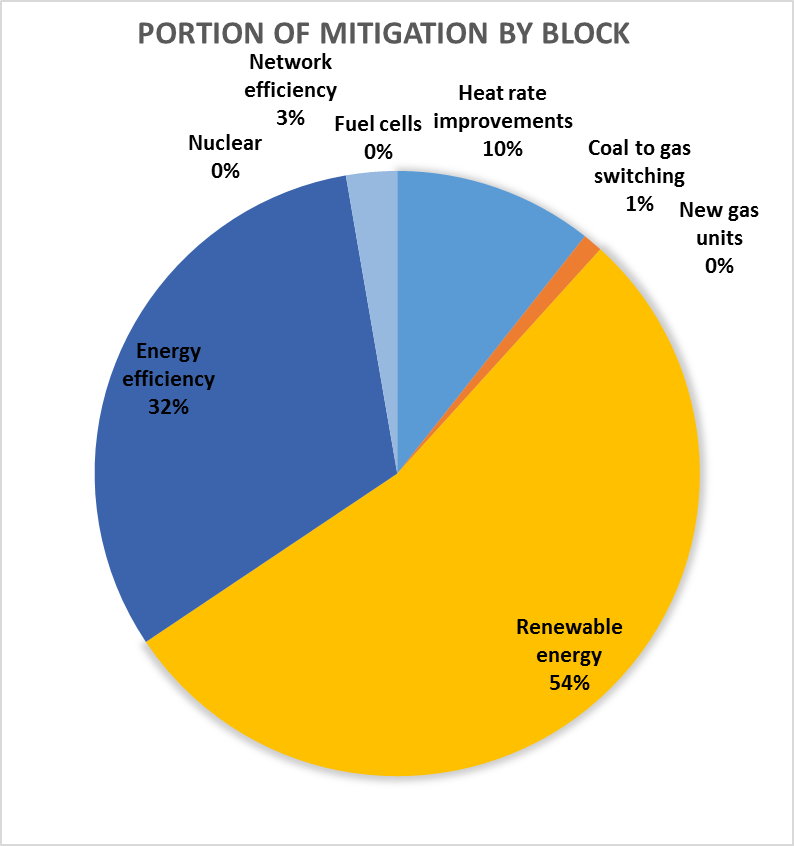 PORTION OF MITIGATION BY BLOCK
Network
efficiency
3%
Nuclear
0%
Fuel cells
0%
Heat rate
improvements
10%
Coal to gas
switching
1%
New gas
units
0%
Energy
efficiency
32%
Renewable
energy
54%